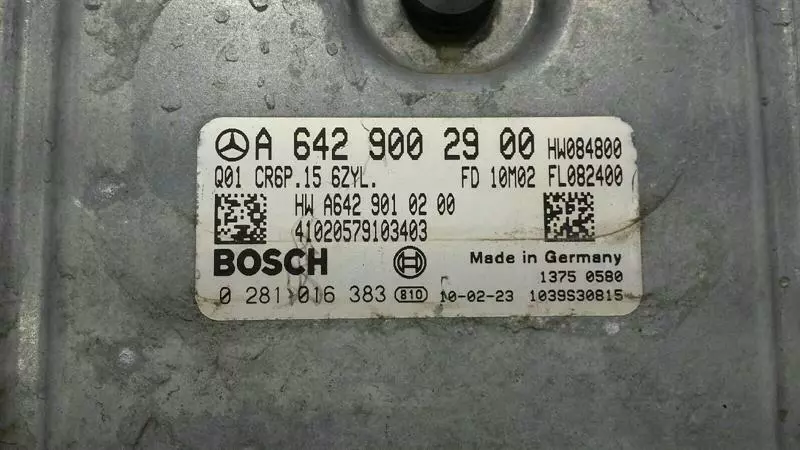 A 642 900 29 00 HW084800
Q01 CR6P.15 6ZYL. FD 10M02 FL082400
HW A642 901 02 00
41020579103403
BOSCH Made in Germany
1375 0580
0 281 016 383 810 10-02-23 1039S30815